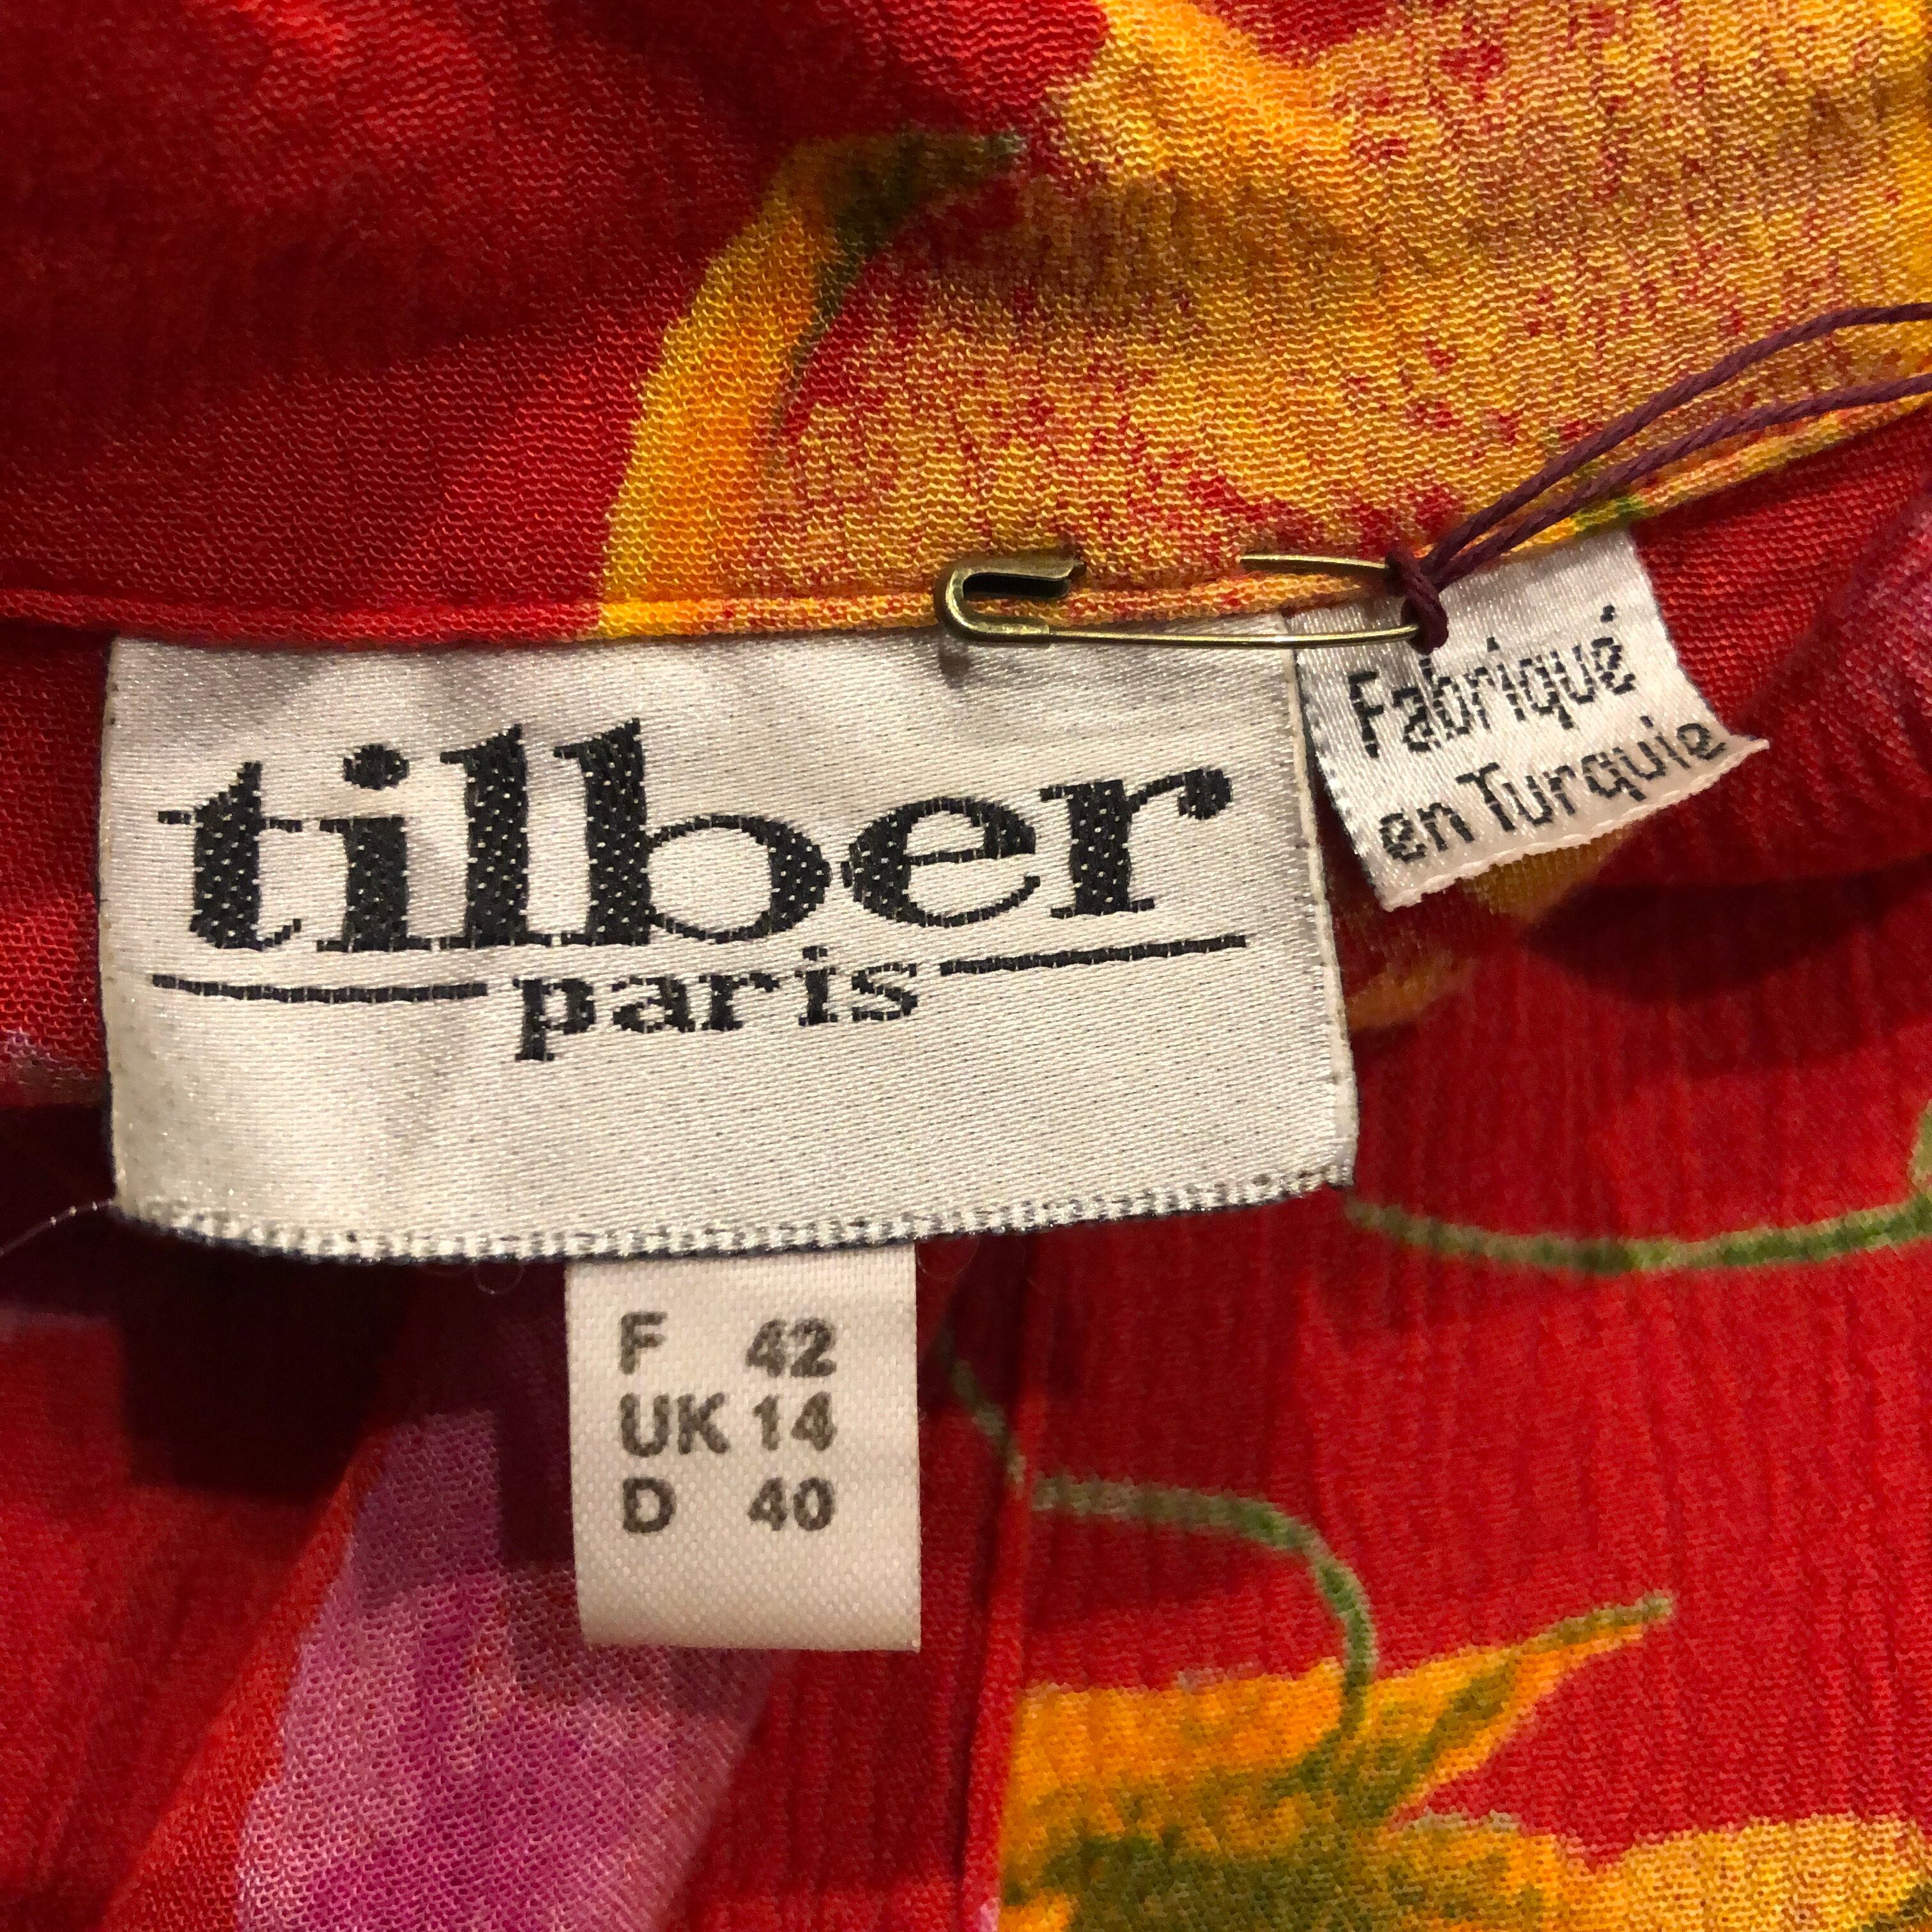 tilber
paris
Fabriqué
en Turquie
F 42
UK 14
D 40